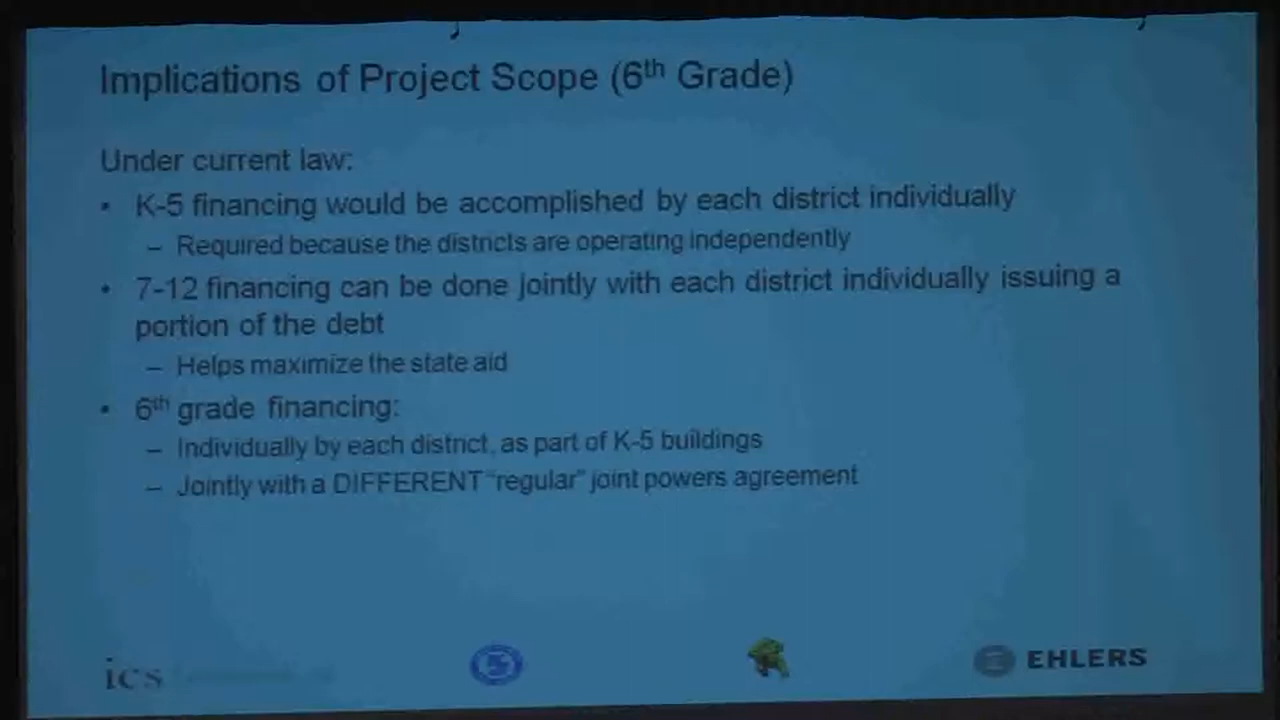 Implications of Project Scope (6th Grade)
Under current law:
• K-5 financing would be accomplished by each district individually
– Required because the districts are operating independently
• 7-12 financing can be done jointly with each district individually issuing a
portion of the debt
– Helps maximize the state aid
• 6th grade financing:
– Individually by each district, as part of K-5 buildings
– Jointly with a DIFFERENT "regular" joint powers agreement
ics
EHLERS